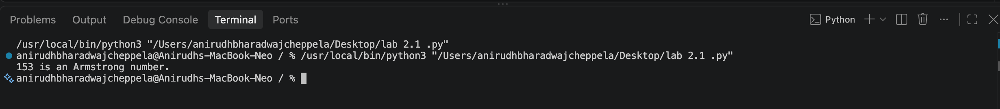 Problems Output Debug Console Terminal Ports Python
/usr/local/bin/python3 "/Users/anirudhbharadwajcheppela/Desktop/lab 2.1 .py"
anirudhbharadwajcheppela@Anirudhs-MacBook-Neo / % /usr/local/bin/python3 "/Users/anirudhbharadwajcheppela/Desktop/lab 2.1 .py"
153 is an Armstrong number.
anirudhbharadwajcheppela@Anirudhs-MacBook-Neo / %